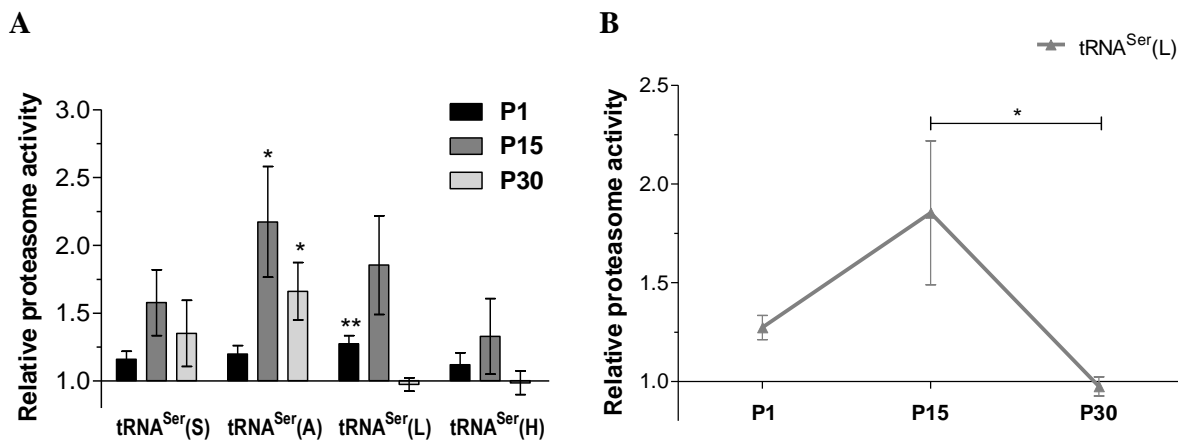 A
Relative proteasome activity
3.0
2.5
2.0
1.5
1.0
P1
P15
P30
*
*
**
tRNA^Ser(S) tRNA^Ser(A) tRNA^Ser(L) tRNA^Ser(H)
B
tRNA^Ser(L)
Relative proteasome activity
2.5
2.0
1.5
1.0
*
P1 P15 P30